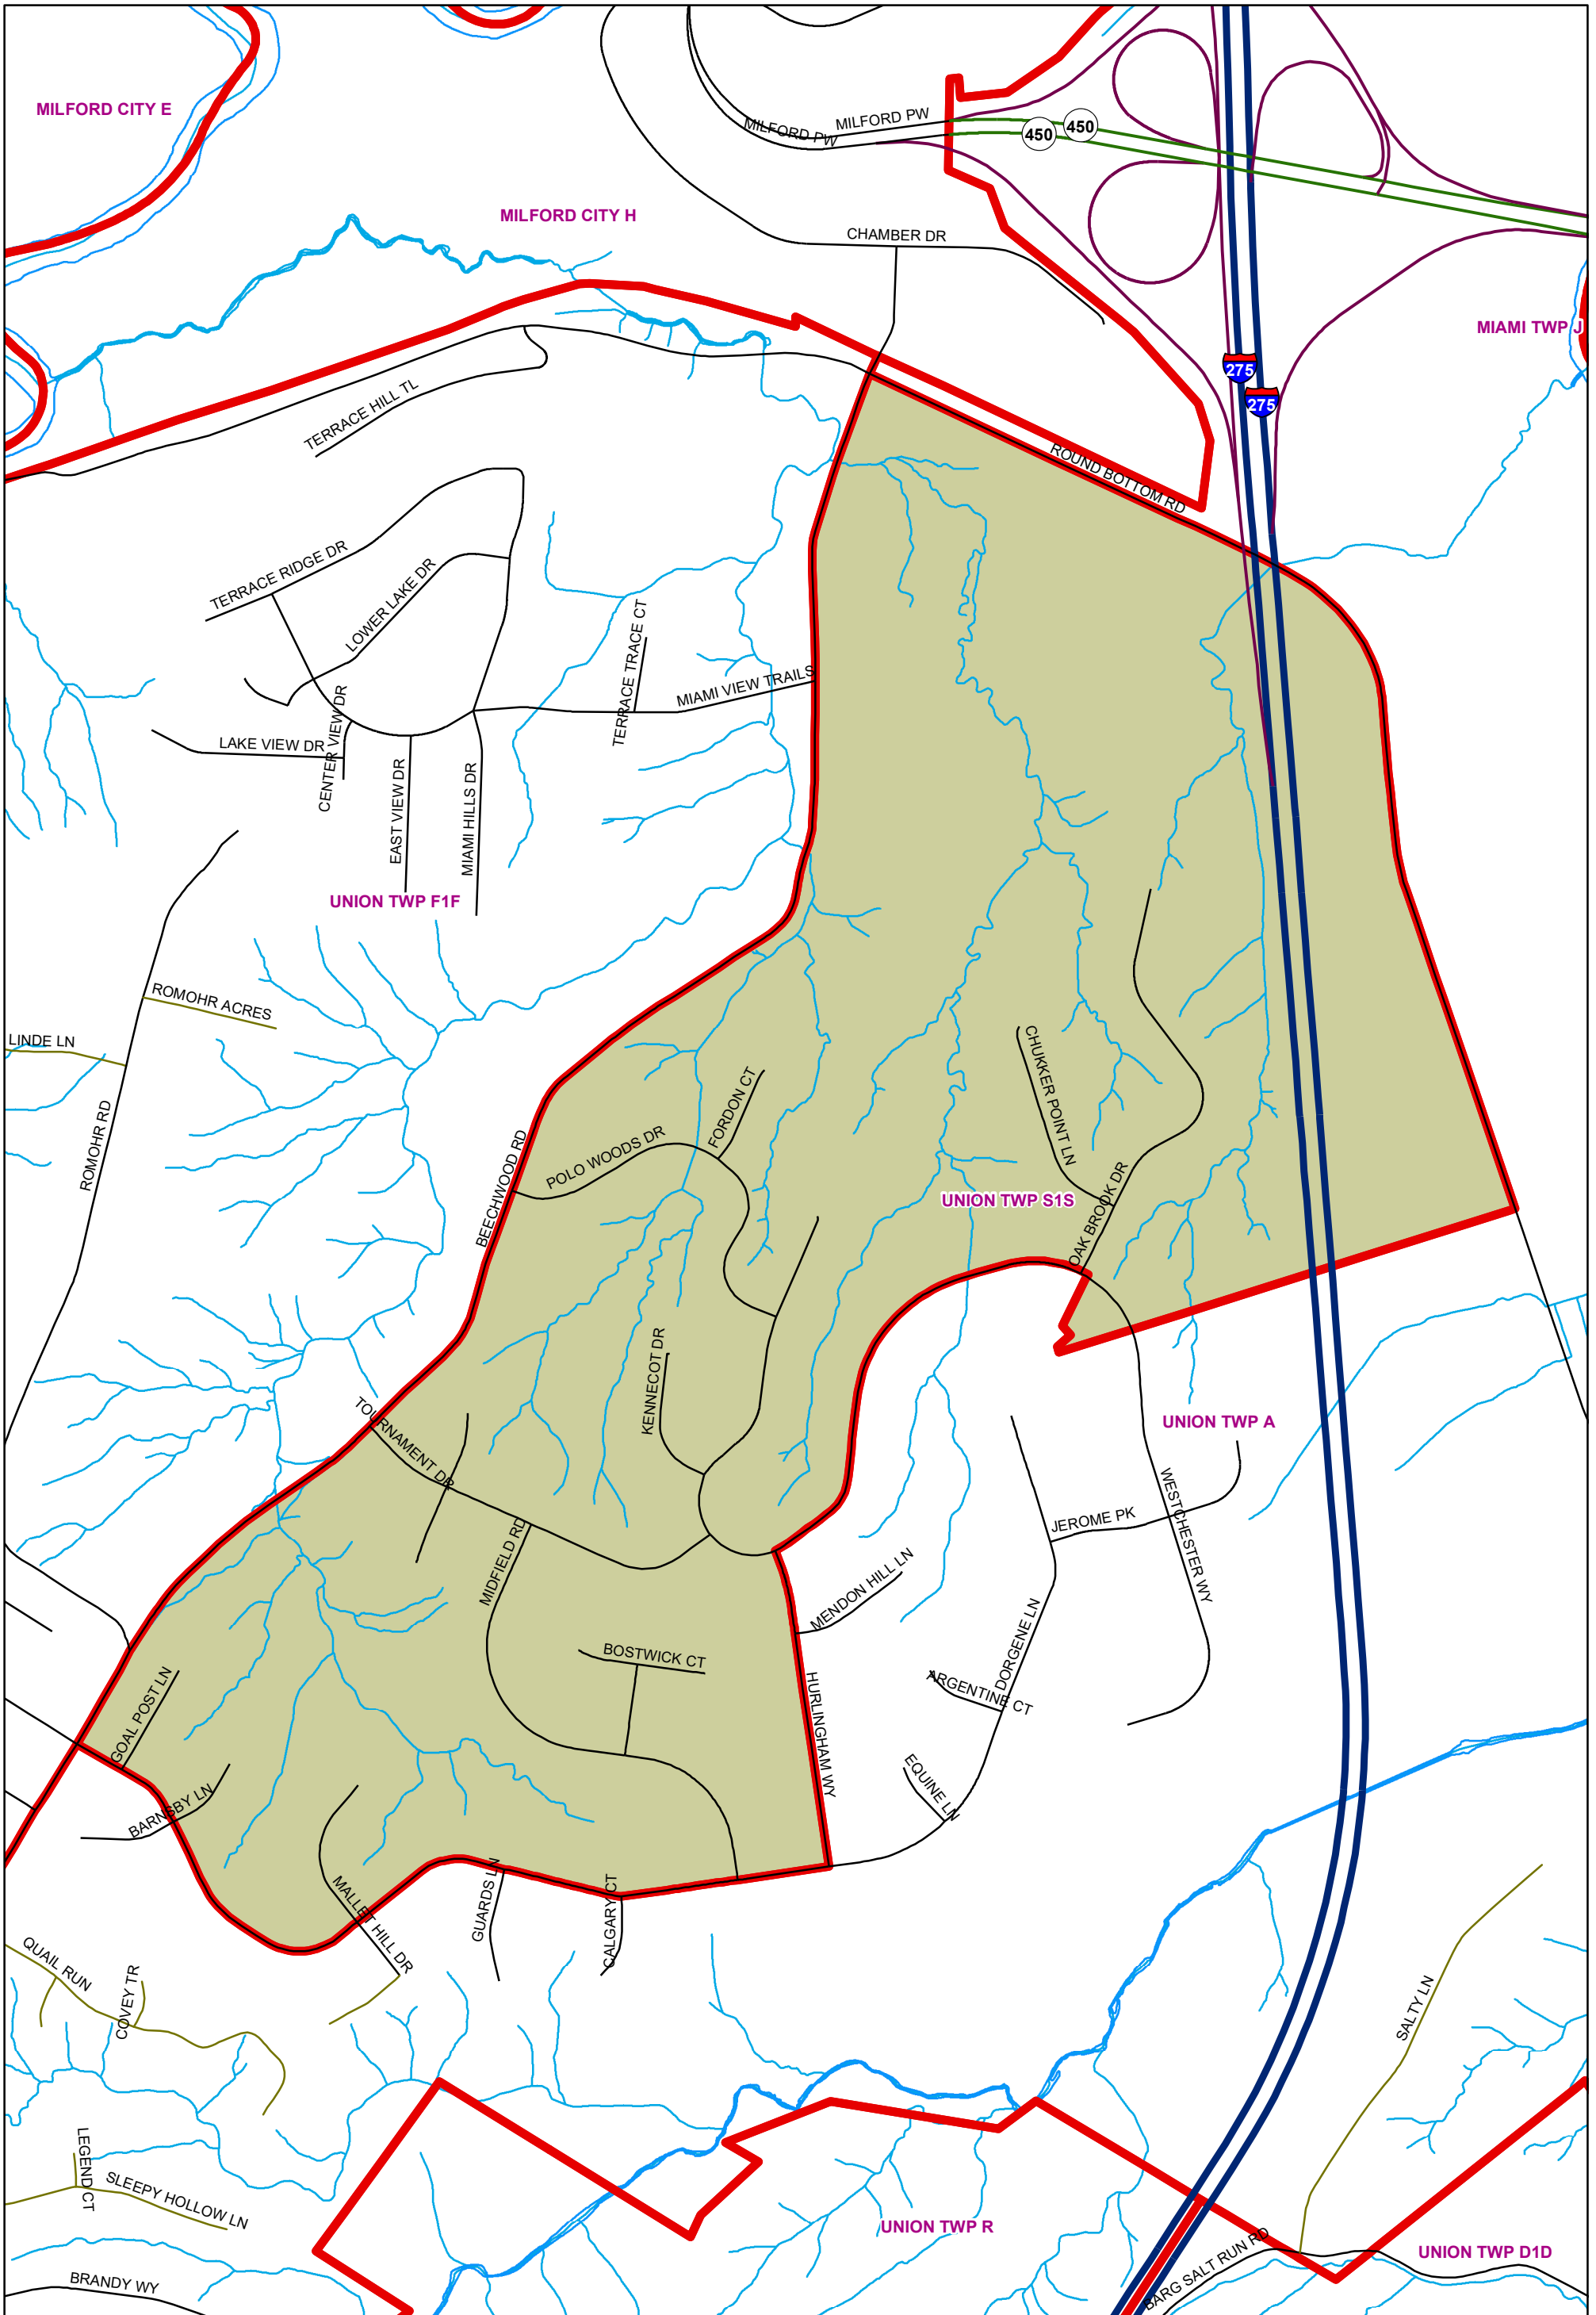 MILFORD CITY E
MILFORD PW
MILFORD PW
450
450
MILFORD CITY H
CHAMBER DR
MIAMI TWP J
275
275
TERRACE HILL TL
ROUND BOTTOM RD
TERRACE RIDGE DR
LOWER LAKE DR
TERRACE TRACE CT
MIAMI VIEW TRAILS
CENTER VIEW DR
LAKE VIEW DR
EAST VIEW DR
MIAMI HILLS DR
UNION TWP F1F
ROMOHR ACRES
LINDE LN
ROMOHR RD
CHUKKER POINT LN
FORDON CT
POLO WOODS DR
BEECHWOOD RD
UNION TWP S1S
OAK BROOK DR
KENNECOT DR
TOURNAMENT DR
UNION TWP A
WESTCHESTER WY
JEROME PK
MIDFIELD RD
MENDON HILL LN
DORGENE LN
BOSTWICK CT
HURLINGHAM WY
ARGENTINE CT
GOAL POST LN
EQUINE LN
BARNSBY LN
MALLET HILL DR
GUARDS LN
CALGARY CT
QUAIL RUN
COVEY TR
SALTY LN
LEGEND CT
SLEEPY HOLLOW LN
UNION TWP R
BARG SALT RUN RD
UNION TWP D1D
BRANDY WY